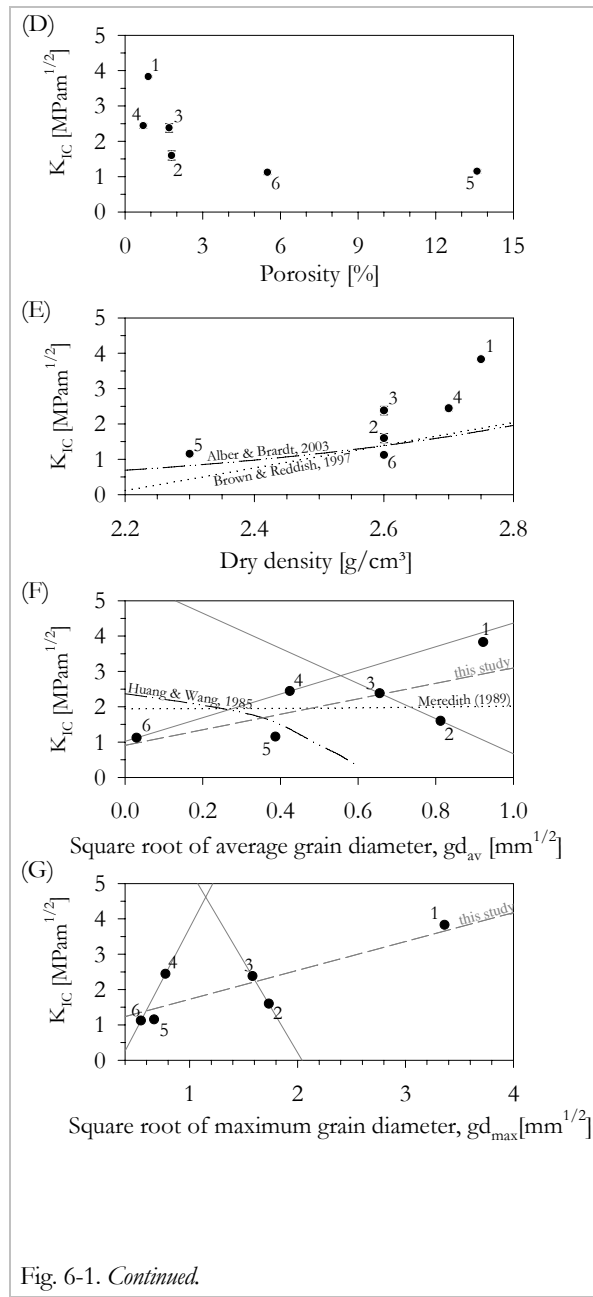 (D)
K_IC [MPam^1/2]
5
4
3
2
1
0
1
4
3
2
6
5
0 3 6 9 12 15
Porosity [%]
(E)
K_IC [MPam^1/2]
5
4
3
2
1
0
1
4
3
2
6
5
Alber & Brardt, 2003
Brown & Reddish, 1997
2.2 2.4 2.6 2.8
Dry density [g/cm³]
(F)
K_IC [MPam^1/2]
5
4
3
2
1
0
1
this study
4
3
Huang & Wang, 1985
Meredith (1989)
6
5
2
0.0 0.2 0.4 0.6 0.8 1.0
Square root of average grain diameter, gd_av [mm^1/2]
(G)
K_IC [MPam^1/2]
5
4
3
2
1
0
1
this study
4
3
6
5
2
1 2 3 4
Square root of maximum grain diameter, gd_max[mm^1/2]
Fig. 6-1. Continued.